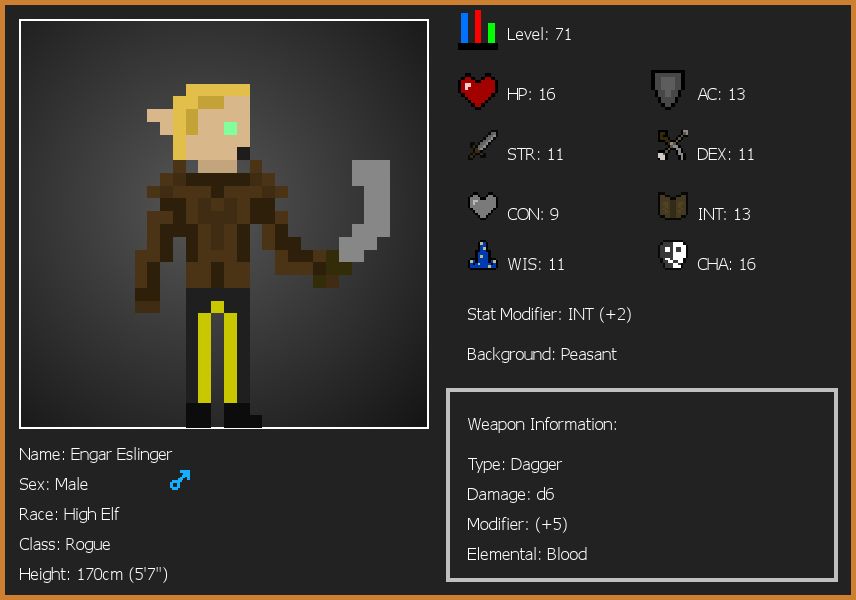 Level: 71
HP: 16
AC: 13
STR: 11
DEX: 11
CON: 9
INT: 13
WIS: 11
CHA: 16
Stat Modifier: INT (+2)
Background: Peasant
Weapon Information:
Type: Dagger
Damage: d6
Modifier: (+5)
Elemental: Blood
Name: Engar Eslinger
Sex: Male
Race: High Elf
Class: Rogue
Height: 170cm (5'7")